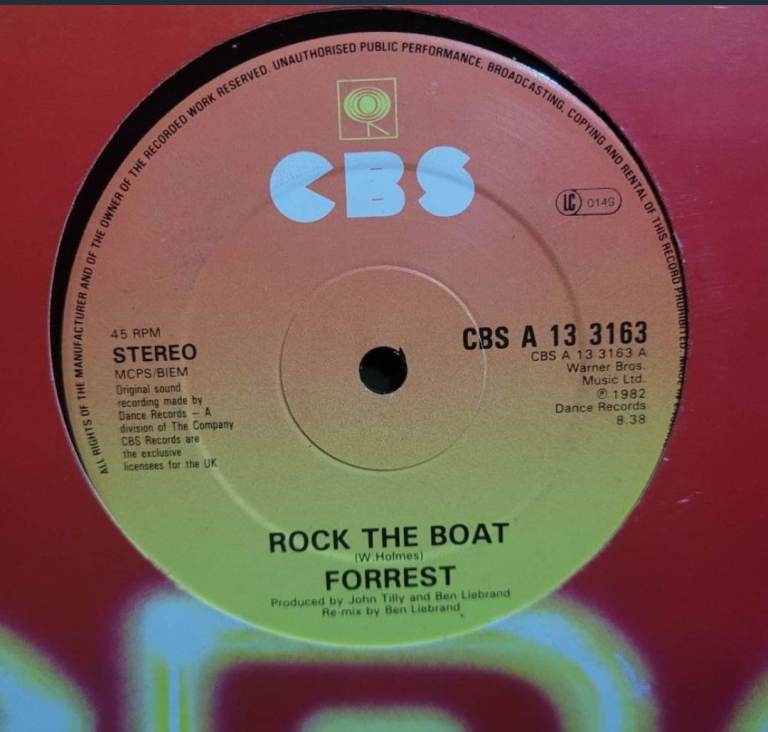 ALL RIGHTS OF THE MANUFACTURER AND OF THE OWNER OF THE RECORDED WORK RESERVED. UNAUTHORISED PUBLIC PERFORMANCE, BROADCASTING, COPYING AND RENTAL OF THIS RECORD PROHIBITED. MADE IN
CBS
LC 0149
45 RPM
STEREO
MCPS/BIEM
Original sound
recording made by
Dance Records – A
division of The Company
CBS Records are
the exclusive
licensees for the UK
CBS A 13 3163
CBS A 13 3163 A
Warner Bros.
Music Ltd.
℗ 1982
Dance Records
8.38
ROCK THE BOAT
(W.Holmes)
FORREST
Produced by John Tilly and Ben Liebrand
Re-mix by Ben Liebrand